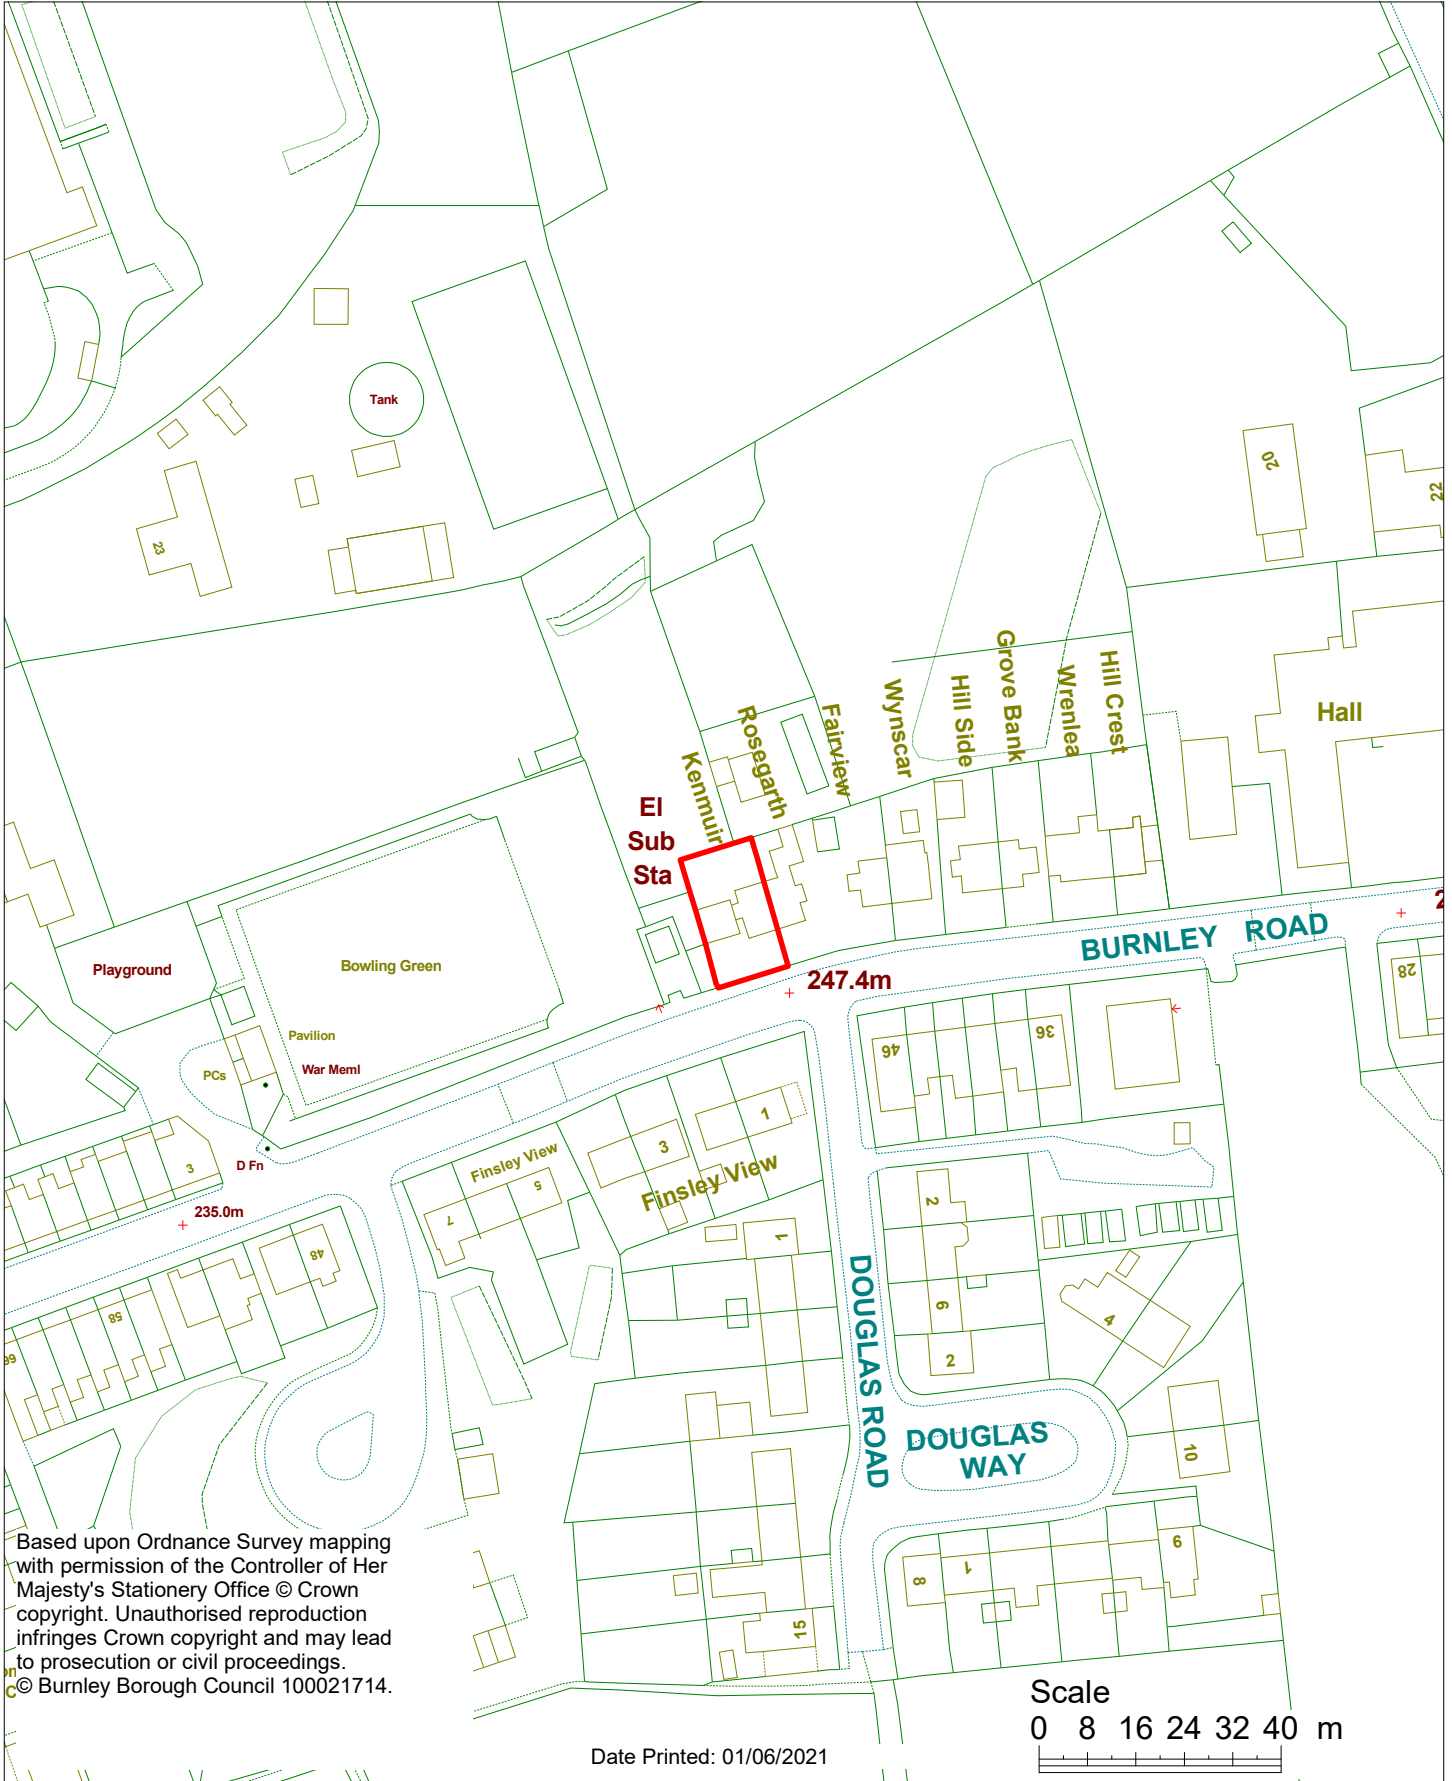 Tank
23
20
22
Grove Bank
Hill Crest
Wrenlea
Hill Side
Wynscar
Fairview
Rosegarth
Kenmuir
Hall
El
Sub
Sta
BURNLEY ROAD
247.4m
Playground
Bowling Green
28
Pavilion
War Meml
PCs
46
36
1
3
Finsley View
3
D Fn
5
7
Finsley View
235.0m
2
1
48
DOUGLAS ROAD
6
58
4
2
66
DOUGLAS
WAY
10
Based upon Ordnance Survey mapping
with permission of the Controller of Her
Majesty's Stationery Office © Crown
copyright. Unauthorised reproduction
infringes Crown copyright and may lead
to prosecution or civil proceedings.
© Burnley Borough Council 100021714.
9
8
1
15
Scale
0 8 16 24 32 40 m
Date Printed: 01/06/2021